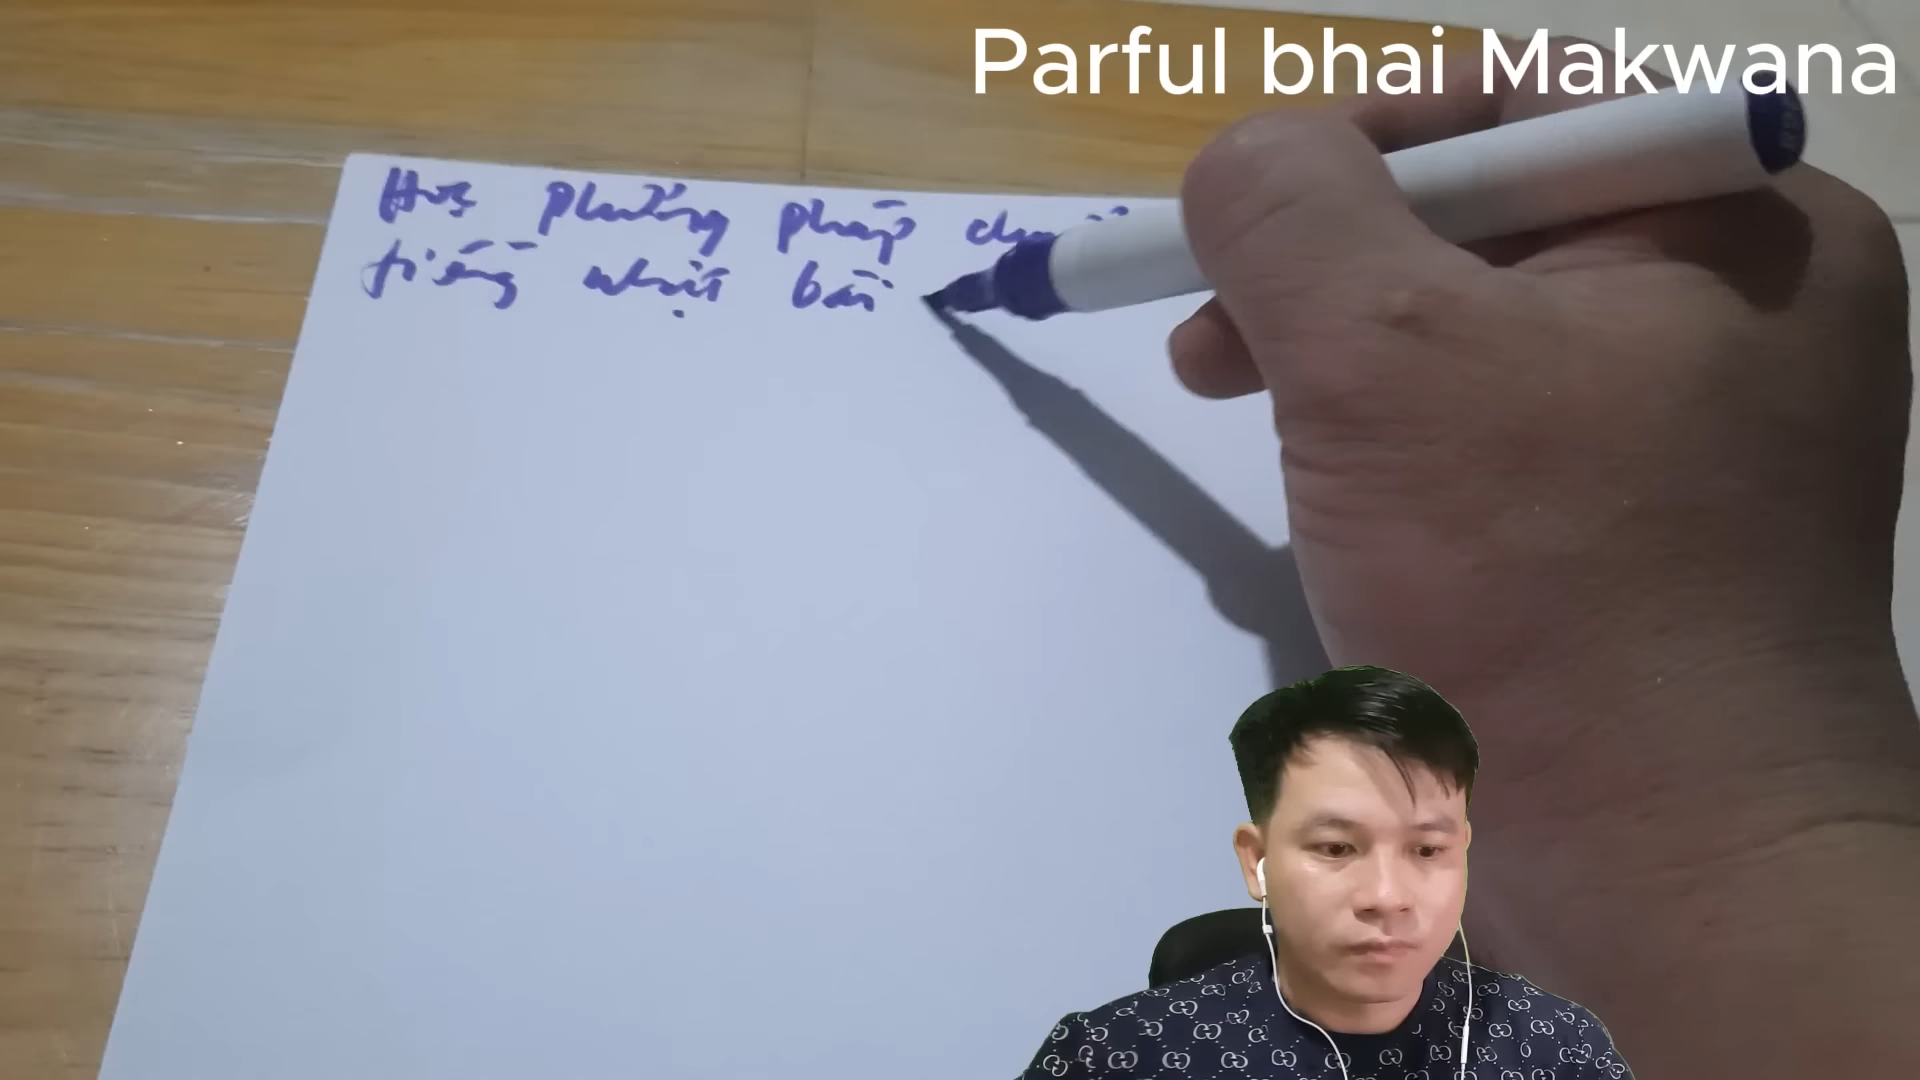 Parful bhai Makwana
Học phương pháp
tiếng nhật bài